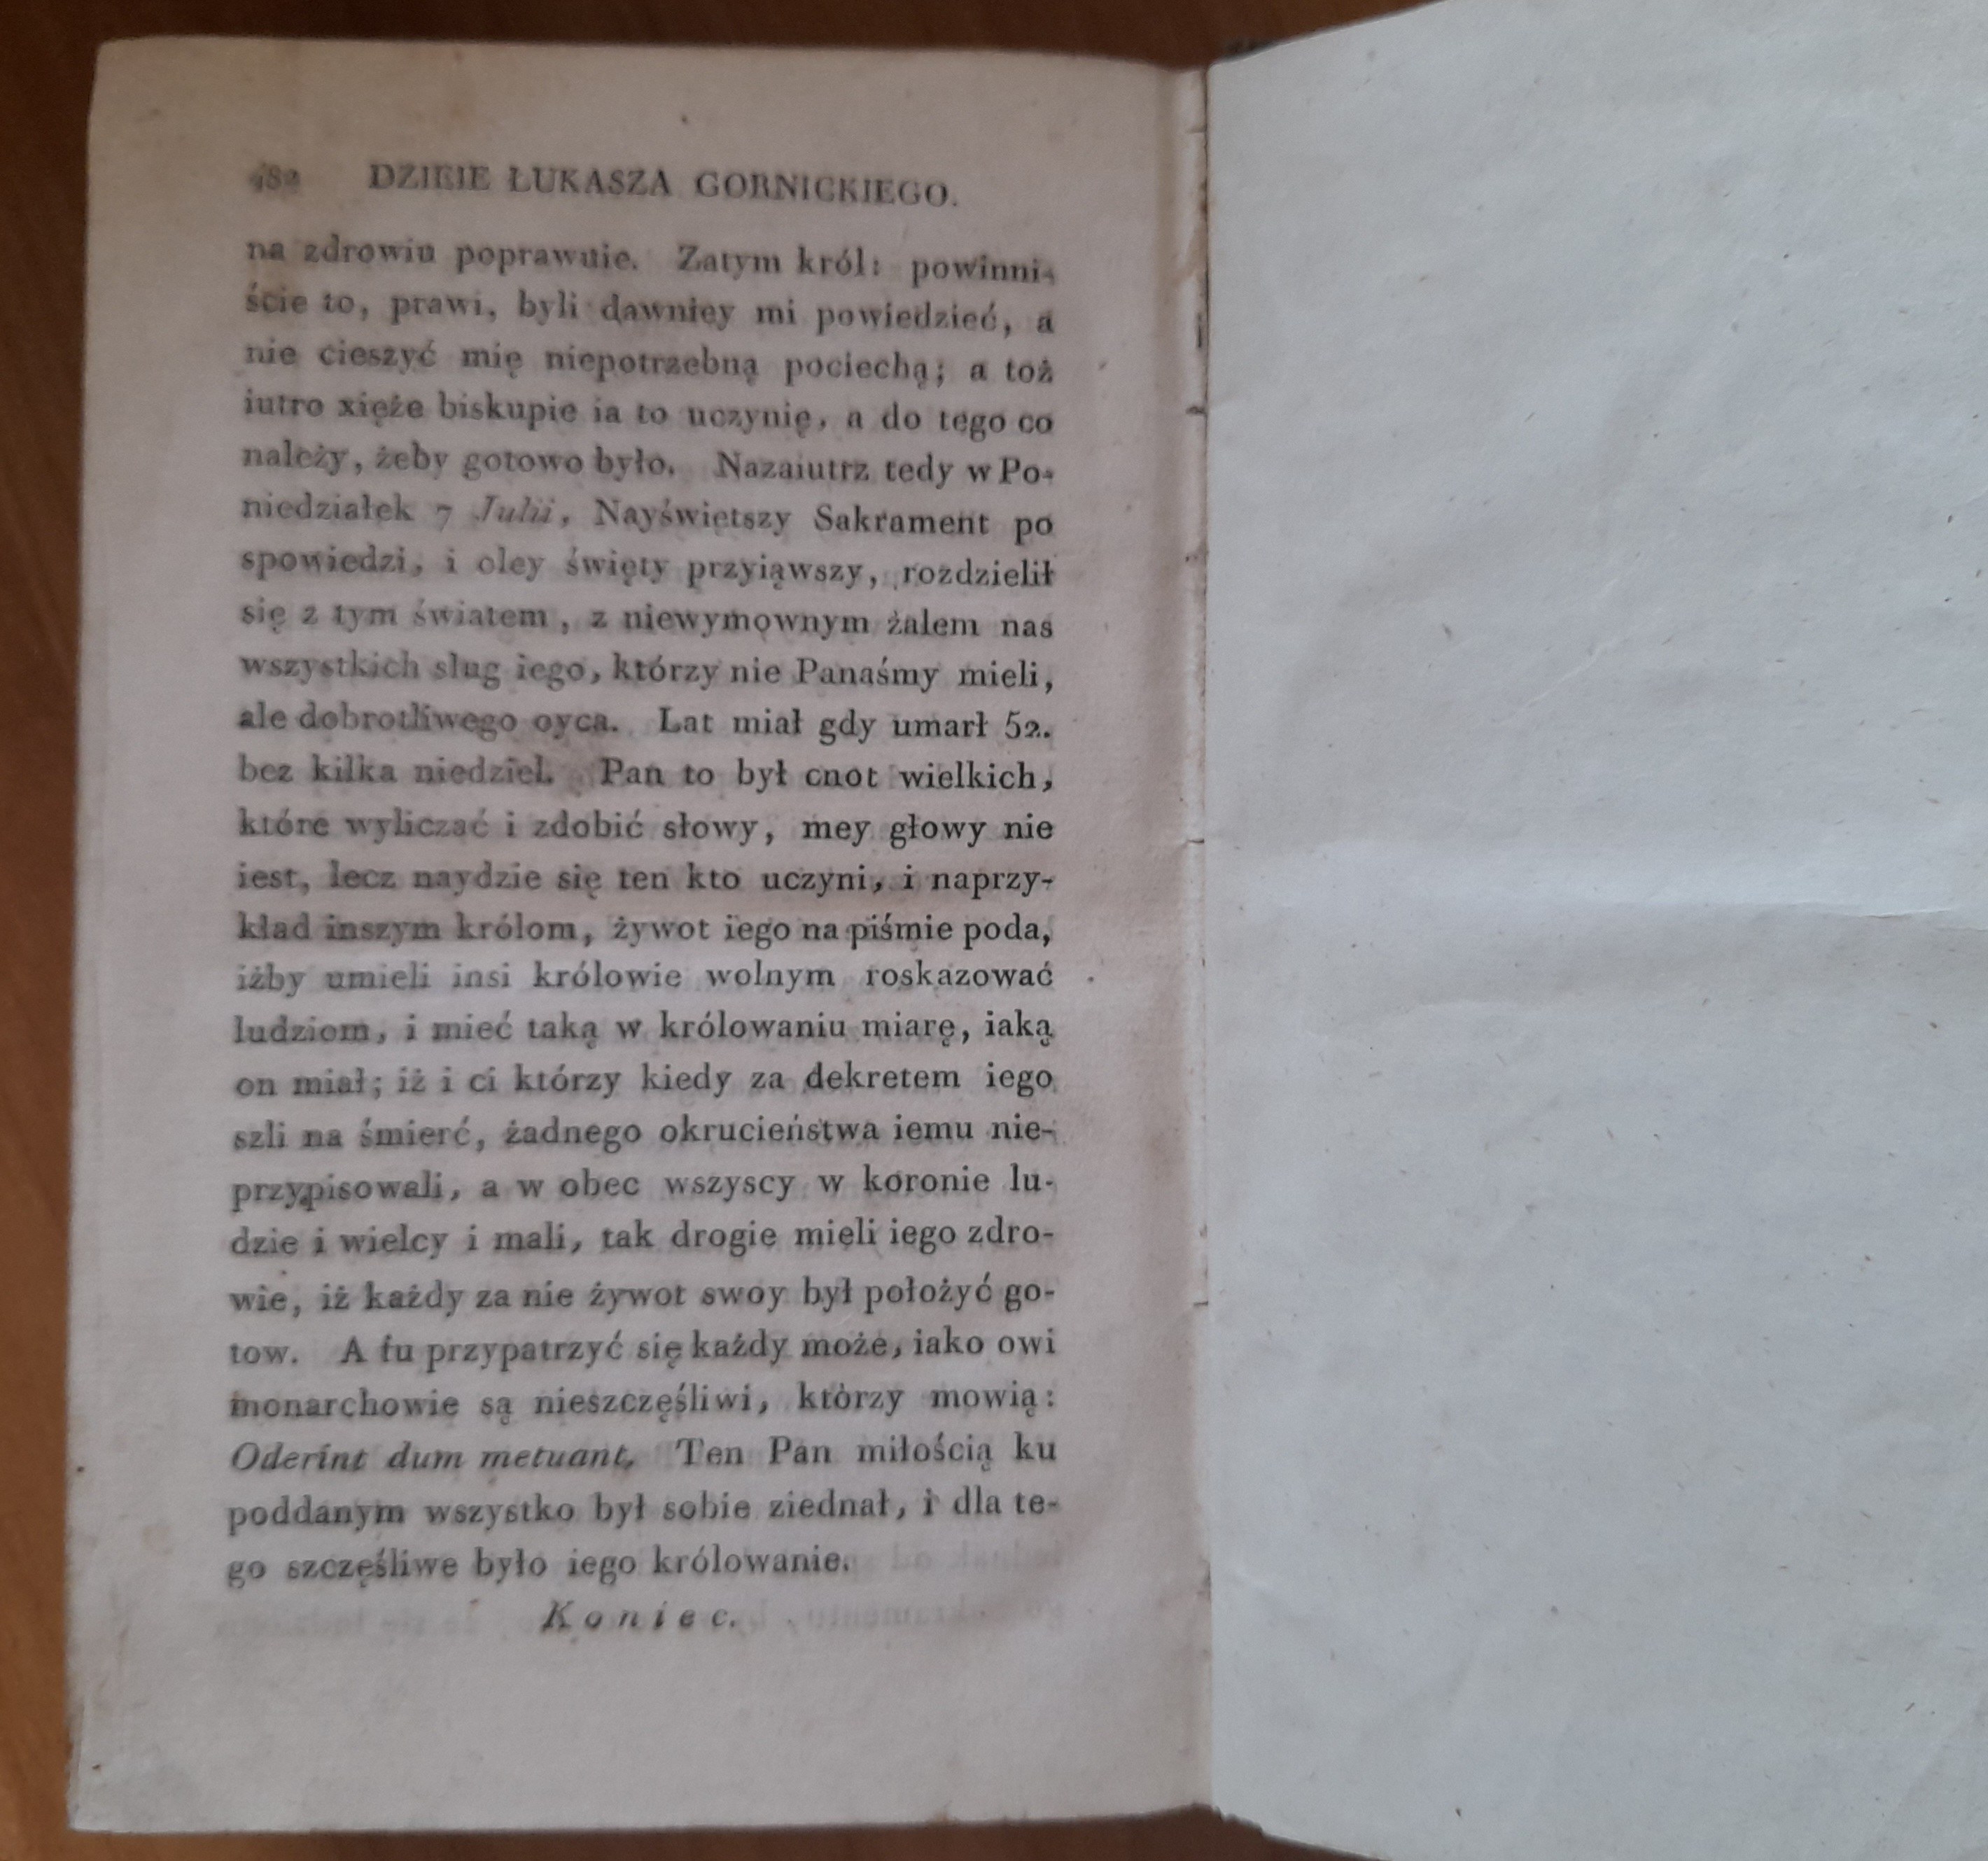 482 DZIEIE ŁUKASZA GORNICKIEGO.
na zdrowiu poprawuie. Zatym król: powinni-
ście to, prawi, byli dawniey mi powiedzieć, a
nie cieszyć mię niepotrzebną pociechą; a toż
iutro xięże biskupie ia to uczynię, a do tego co
należy, żeby gotowo było. Nazaiutrz tedy w Po-
niedziałek 7 Julii, Nayświętszy Sakrament po
spowiedzi, i oley święty przyiąwszy, rozdzielił
się z tym światem, z niewymownym żalem nas
wszystkich sług iego, którzy nie Panaśmy mieli,
ale dobrotliwego oyca. Lat miał gdy umarł 52.
bez kilka niedziel. Pan to był cnot wielkich,
które wyliczać i zdobić słowy, mey głowy nie
iest, lecz naydzie się ten kto uczyni, i naprzy-
kład inszym królom, żywot iego na piśmie poda,
iżby umieli insi królowie wolnym roskazować
ludziom, i mieć taką w królowaniu miarę, iaką
on miał; iż i ci którzy kiedy za dekretem iego
szli na śmierć, żadnego okrucieństwa iemu nie-
przypisowali, a w obec wszyscy w koronie lu-
dzie i wielcy i mali, tak drogie mieli iego zdro-
wie, iż każdy za nie żywot swoy był położyć go-
tow. A tu przypatrzyć się każdy może, iako owi
monarchowie są nieszczęśliwi, którzy mowią:
Oderint dum metuant. Ten Pan miłością ku
poddanym wszystko był sobie ziednał, i dla te-
go szczęśliwe było iego królowanie.
Koniec.